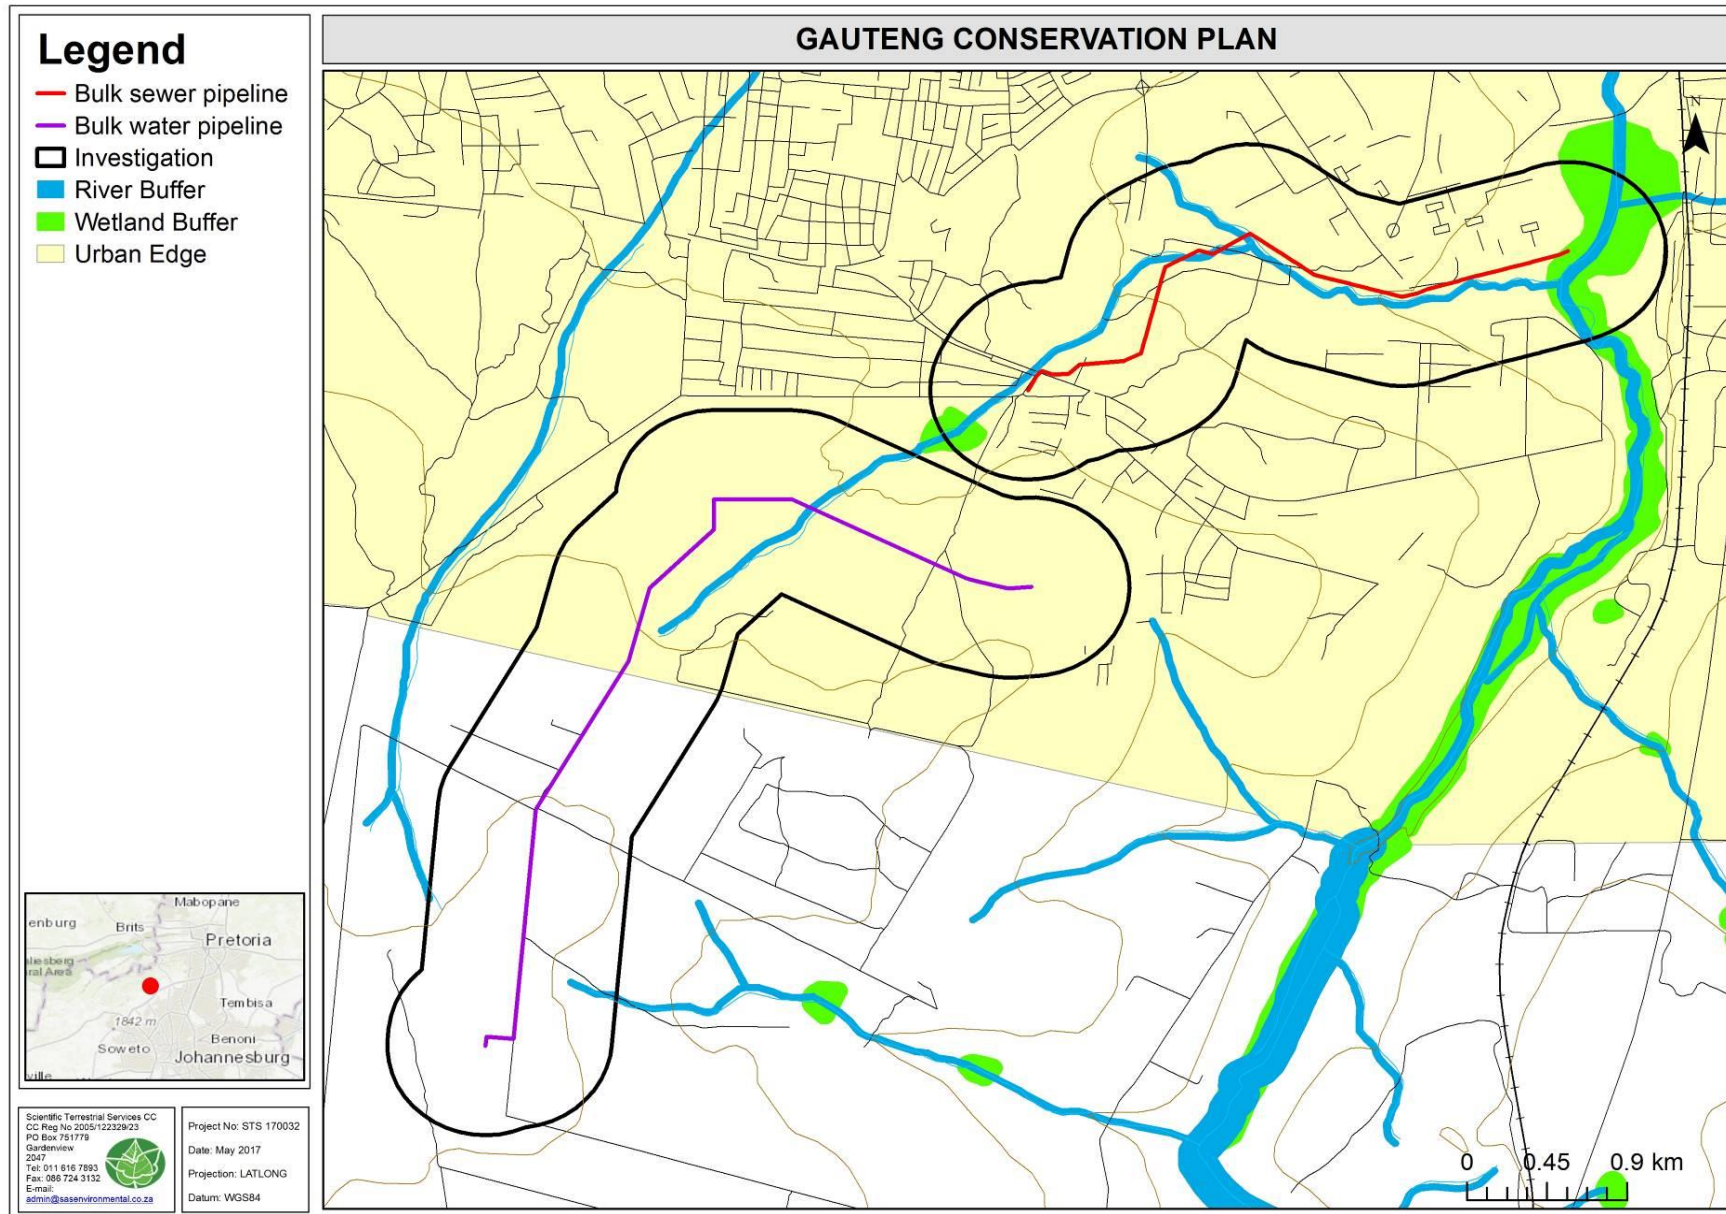 Legend
Bulk sewer pipeline
Bulk water pipeline
Investigation
River Buffer
Wetland Buffer
Urban Edge
GAUTENG CONSERVATION PLAN
N
Mabopane
enburg
Brits
Pretoria
liesberg
ral Area
Tembisa
1842 m
Benoni
Soweto
Johannesburg
ville
Scientific Terrestrial Services CC
CC Reg No 2005/122329/23
PO Box 751779
Gardenview
2047
Tel: 011 616 7893
Fax: 086 724 3132
E-mail:
admin@sasenvironmental.co.za
Project No: STS 170032
Date: May 2017
Projection: LATLONG
Datum: WGS84
0 0.45 0.9 km